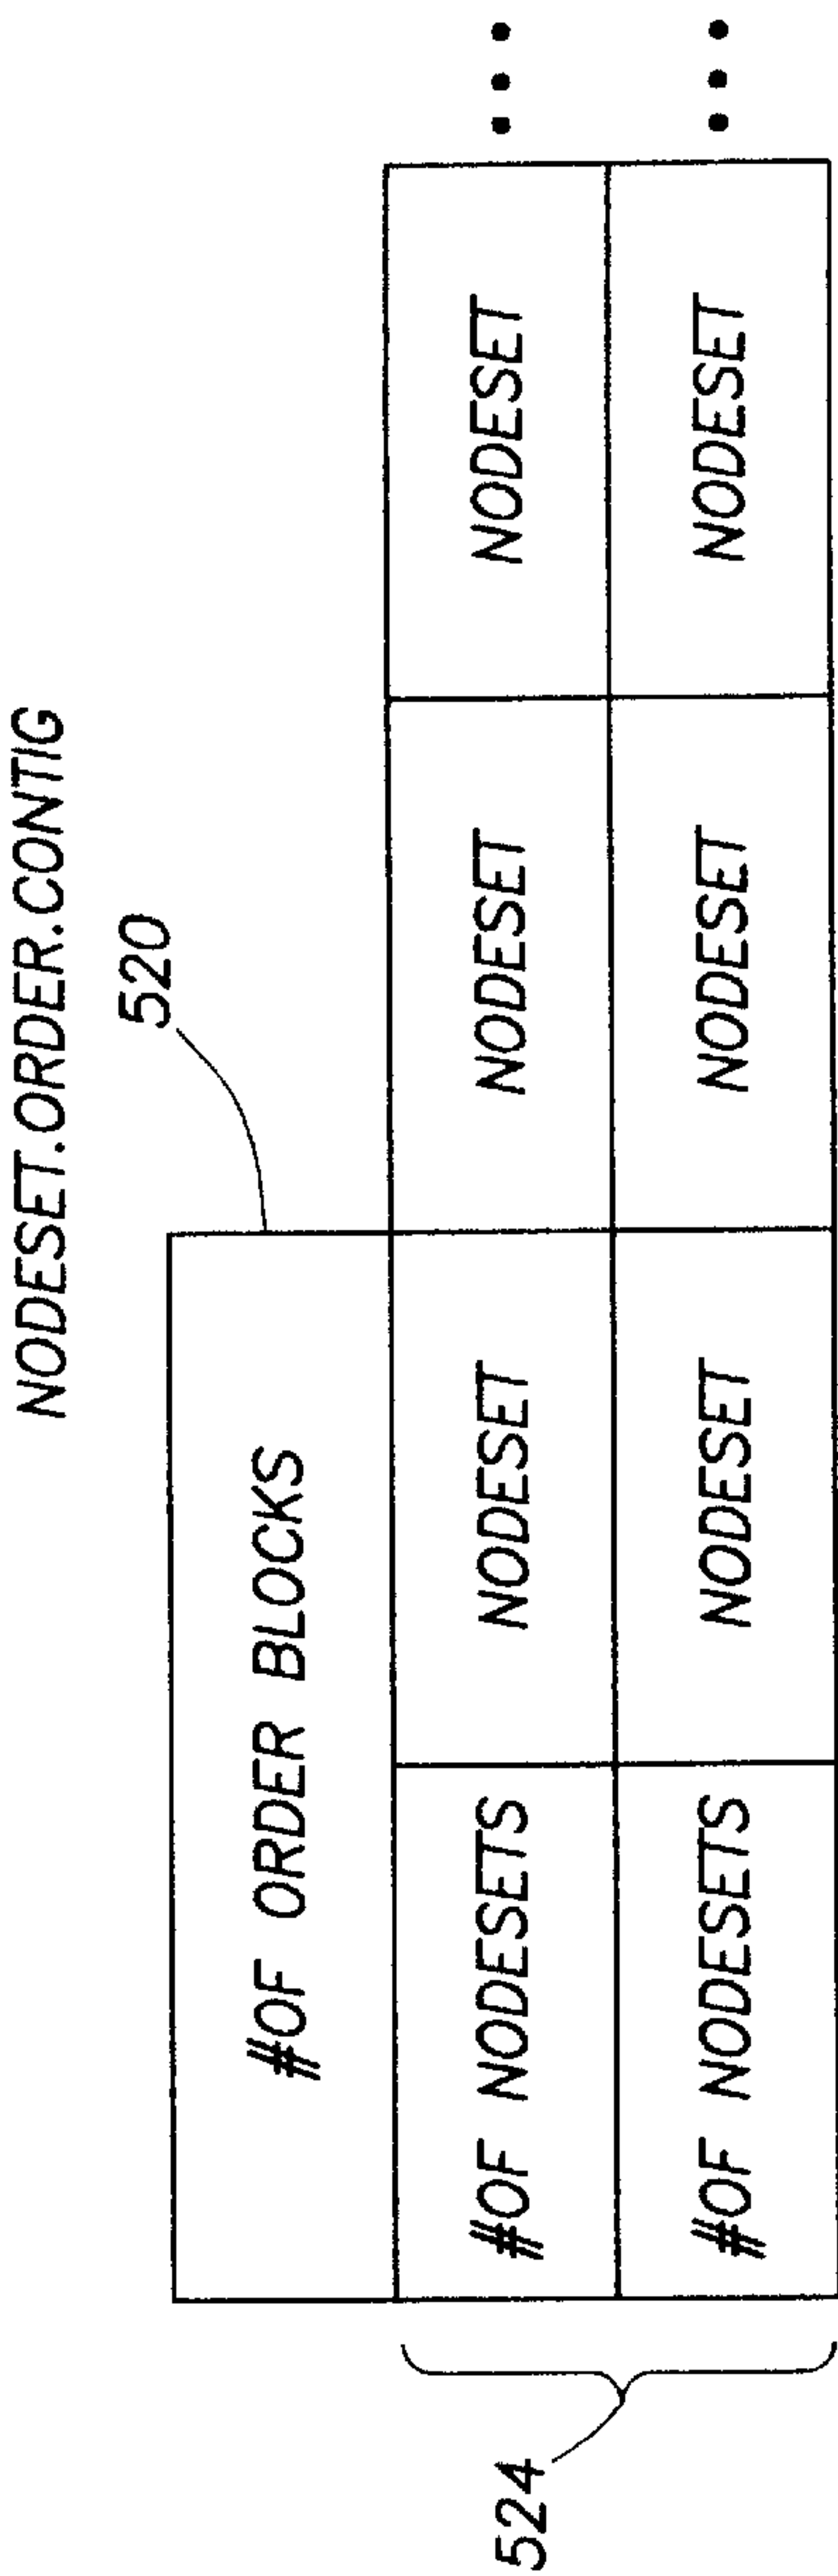 NODESET.ORDER.CONTIG
520
#OF ORDER BLOCKS
#OF NODESETS NODESET NODESET NODESET
#OF NODESETS NODESET NODESET NODESET
524